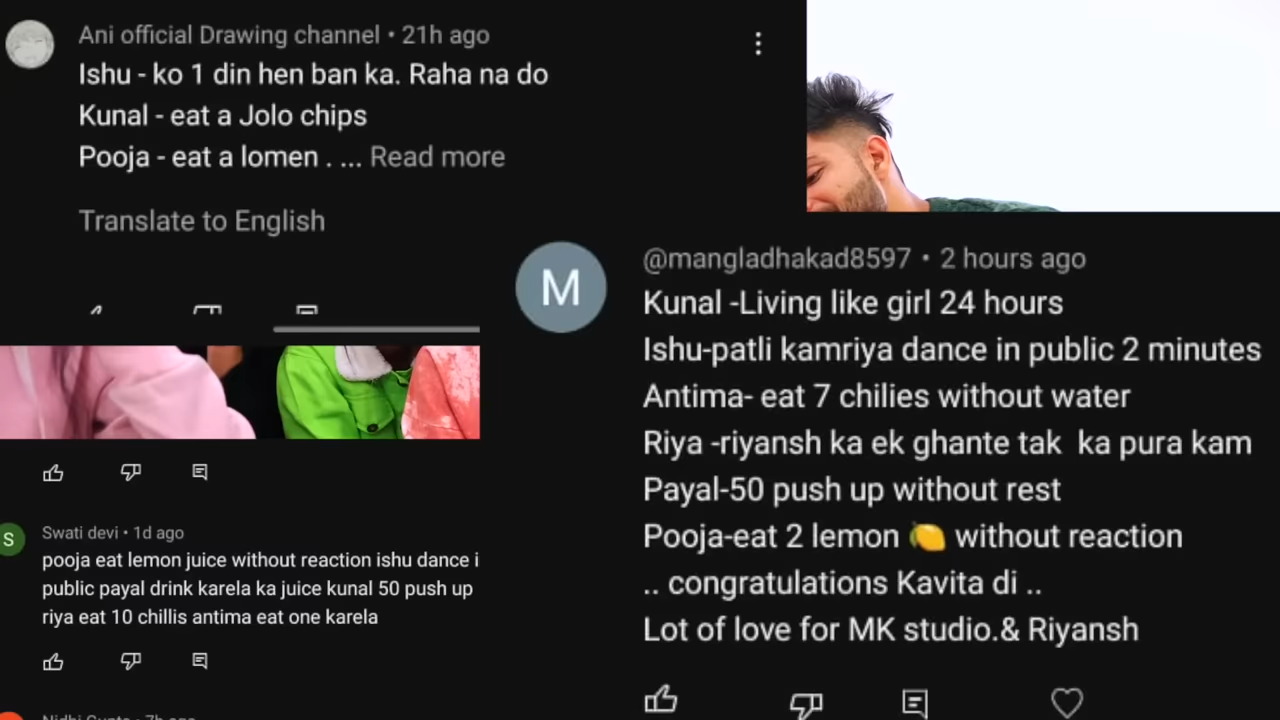 Ani official Drawing channel • 21h ago
Ishu - ko 1 din hen ban ka. Raha na do
Kunal - eat a Jolo chips
Pooja - eat a lomen . ... Read more
Translate to English
M
@mangladhakad8597 • 2 hours ago
Kunal -Living like girl 24 hours
Ishu-patli kamriya dance in public 2 minutes
Antima- eat 7 chilies without water
Riya -riyansh ka ek ghante tak ka pura kam
Payal-50 push up without rest
Pooja-eat 2 lemon 🍋 without reaction
.. congratulations Kavita di ..
Lot of love for MK studio.& Riyansh
S
Swati devi • 1d ago
pooja eat lemon juice without reaction ishu dance i
public payal drink karela ka juice kunal 50 push up
riya eat 10 chillis antima eat one karela